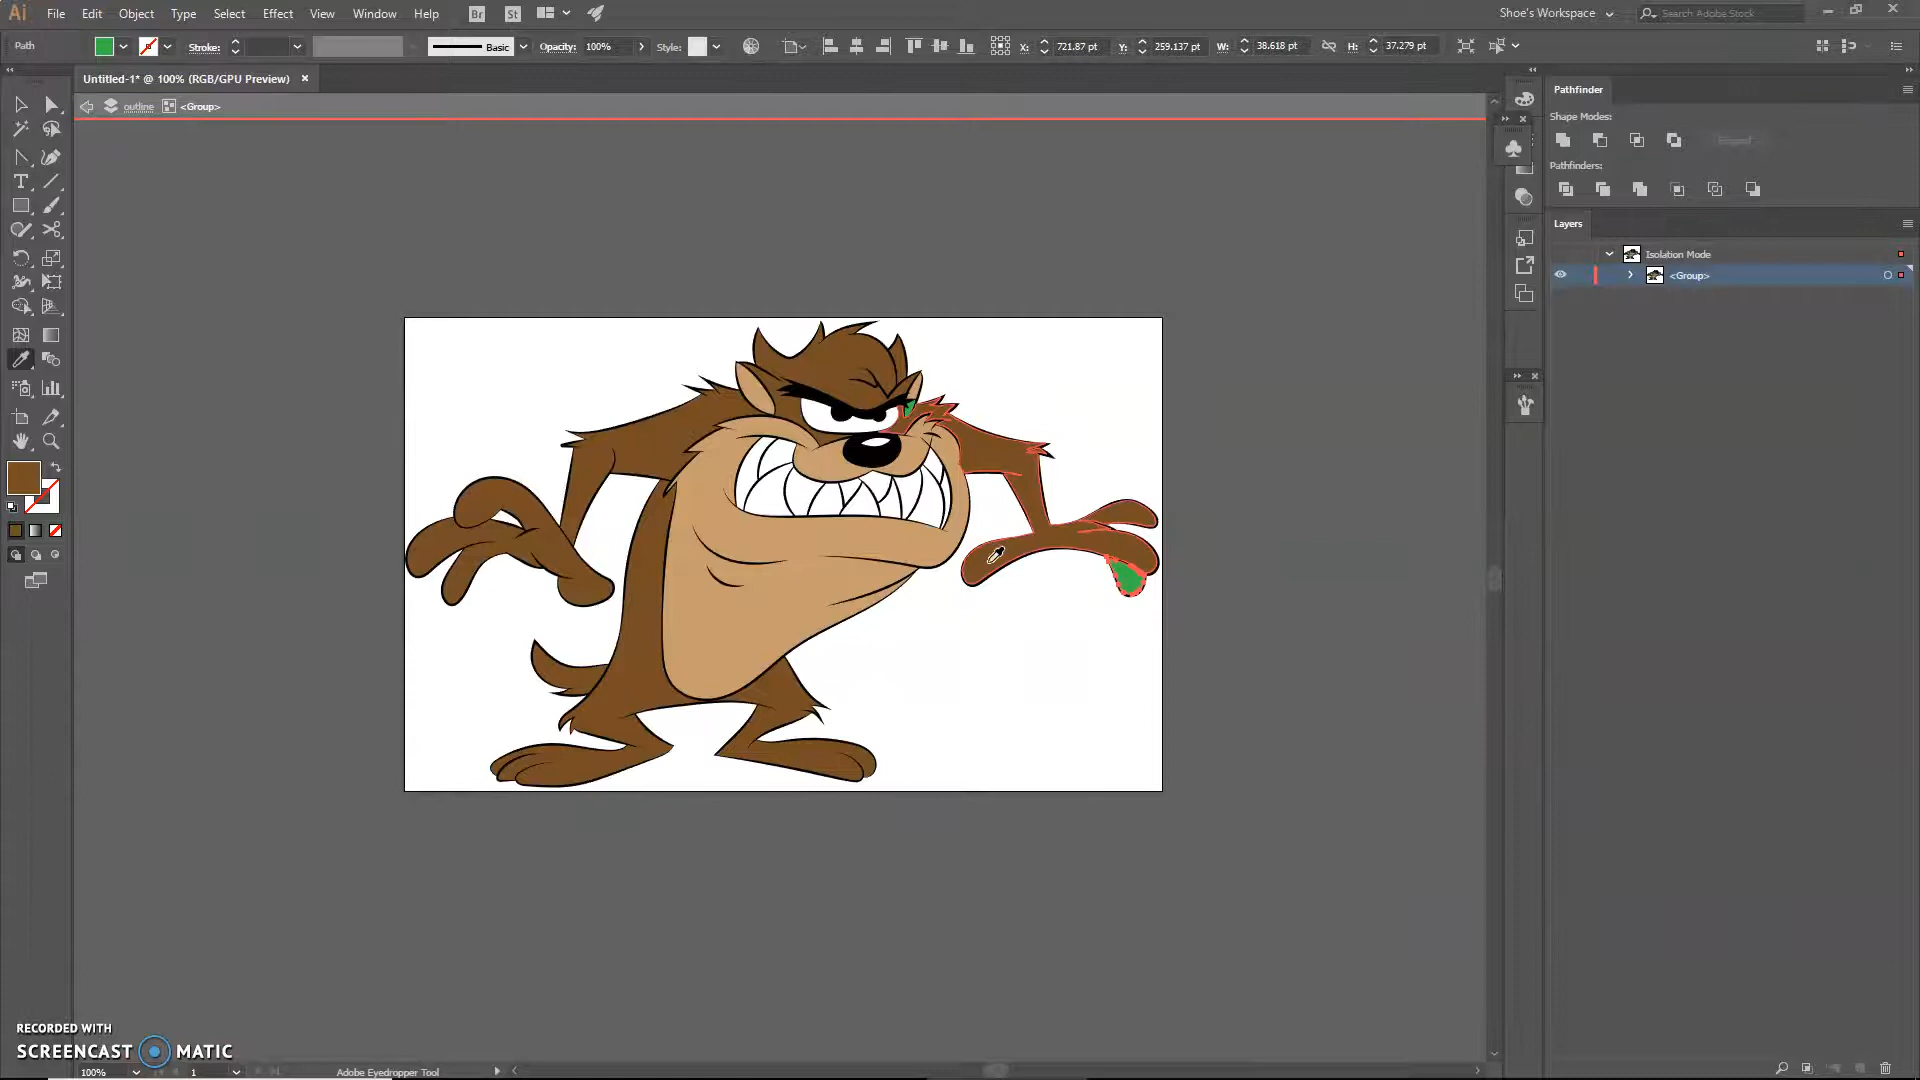 Ai File Edit Object Type Select Effect View Window Help Br St Shoe's Workspace Search Adobe Stock
Path Stroke: Basic Opacity: 100% Style: X: 721.87 pt Y: 259.137 pt W: 38.618 pt H: 37.279 pt
Untitled-1* @ 100% (RGB/GPU Preview)
outline <Group>
Pathfinder
Shape Modes:
Pathfinders:
Layers
Isolation Mode
<Group>
RECORDED WITH
SCREENCAST MATIC
100% 1 Adobe Eyedropper Tool